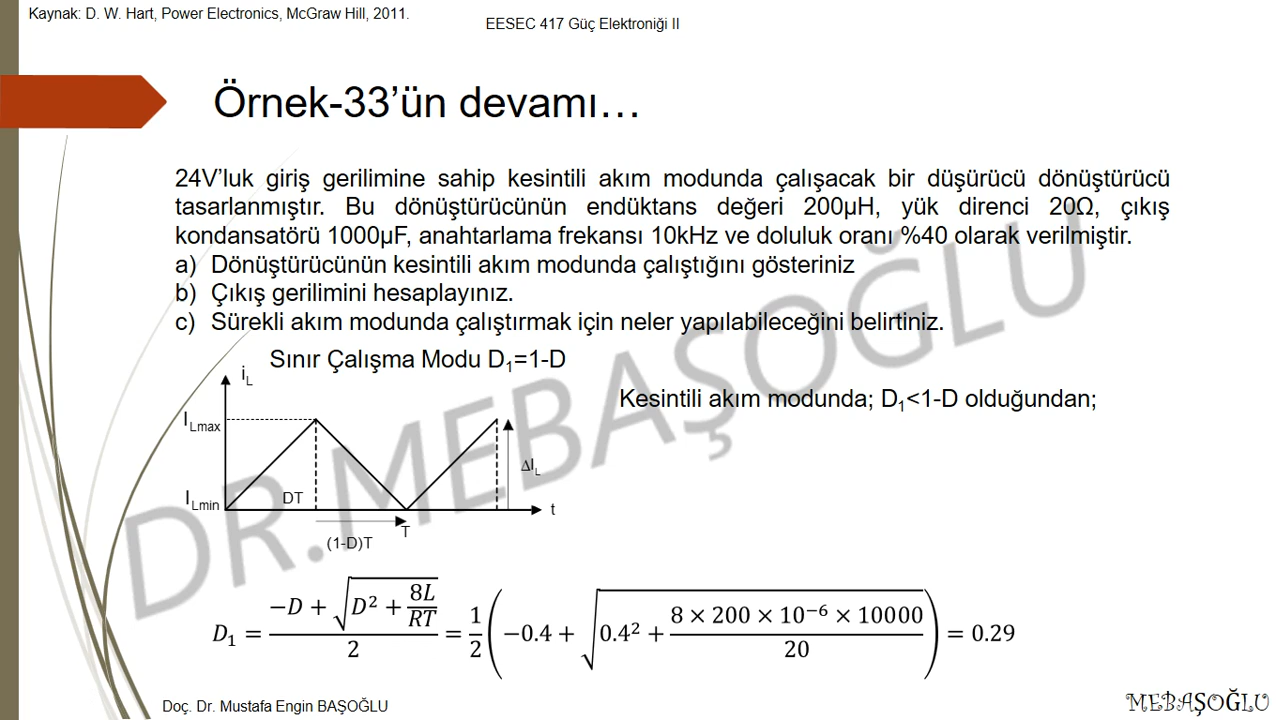 Kaynak: D. W. Hart, Power Electronics, McGraw Hill, 2011.
EESEC 417 Güç Elektroniği II
Örnek-33’ün devamı…
24V’luk giriş gerilimine sahip kesintili akım modunda çalışacak bir düşürücü dönüştürücü
tasarlanmıştır. Bu dönüştürücünün endüktans değeri 200µH, yük direnci 20Ω, çıkış
kondansatörü 1000µF, anahtarlama frekansı 10kHz ve doluluk oranı %40 olarak verilmiştir.
a) Dönüştürücünün kesintili akım modunda çalıştığını gösteriniz
b) Çıkış gerilimini hesaplayınız.
c) Sürekli akım modunda çalıştırmak için neler yapılabileceğini belirtiniz.
Sınır Çalışma Modu D₁=1-D
Kesintili akım modunda; D₁<1-D olduğundan;
i_L
I_Lmax
ΔI_L
I_Lmin
DT
t
T
(1-D)T
D₁ = (−D + √(D² + 8L/RT))/2 = 1/2 (−0.4 + √(0.4² + (8 × 200 × 10⁻⁶ × 10000)/20)) = 0.29
DR.MEBAŞOĞLU
Doç. Dr. Mustafa Engin BAŞOĞLU
MEBAŞOĞLU